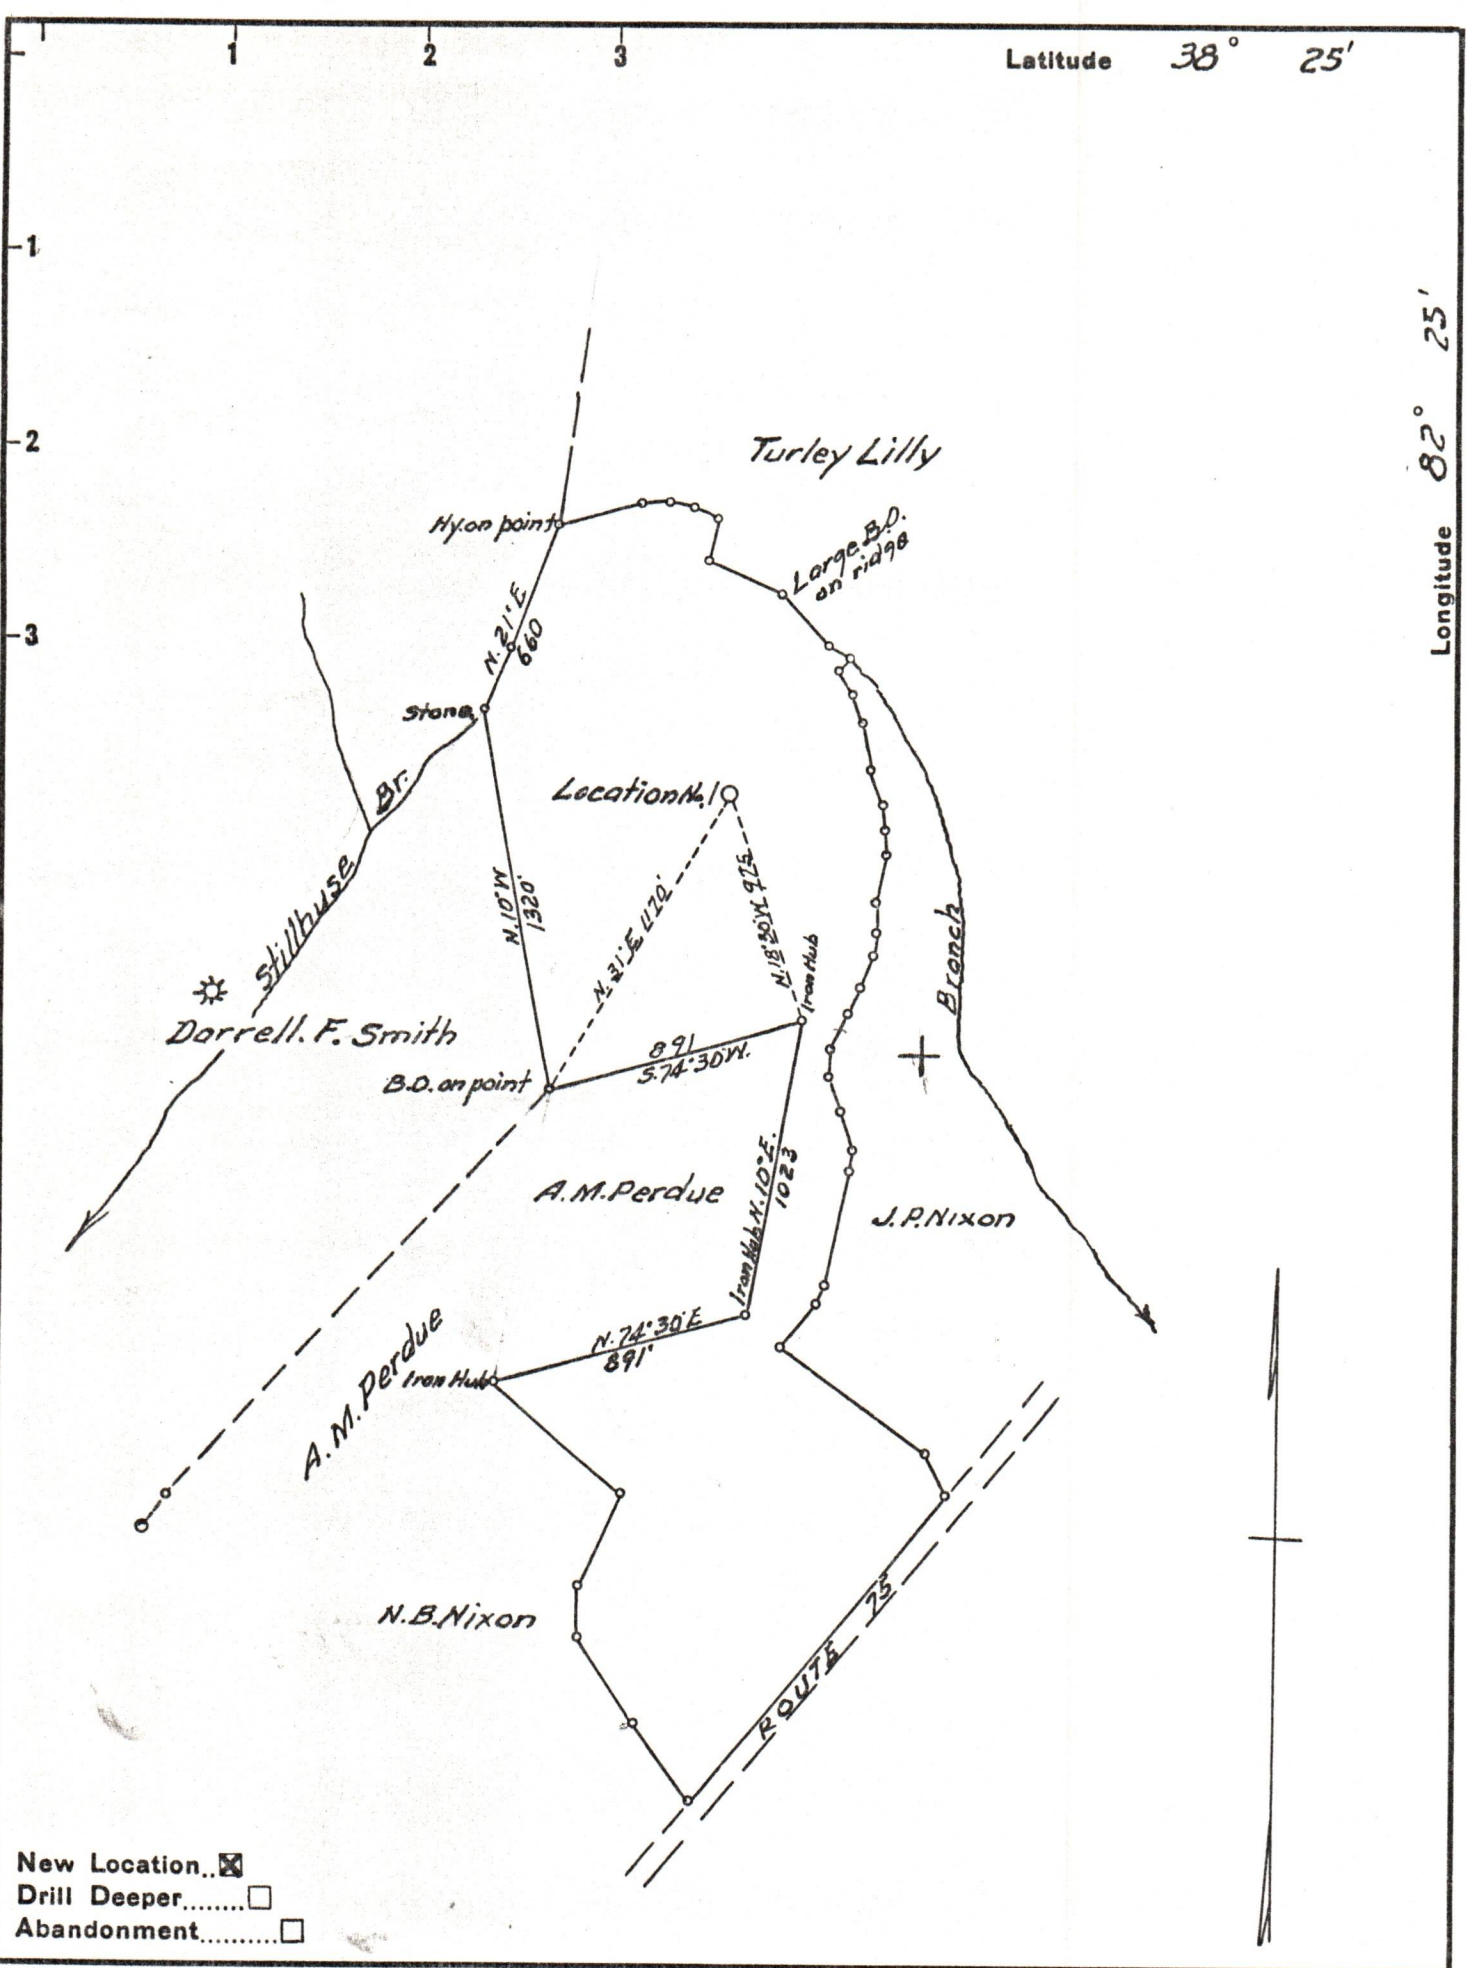 1 2 3
Latitude 38° 25'
1
2
3
Longitude 82° 25'
Turley Lilly
Hy. on point
Large B.O.
on ridge
N. 21° E
660
Stone
Br.
Stillhuse
Location No. 1
N. 10° W
1320'
N. 31° E 1170'
N. 18° 30' W. 975
Iron Hub
Branch
Darrell. F. Smith
891
S. 74° 30' W.
B.O. on point
A.M. Perdue
Iron Hub N. 10° E.
1023
J.P. Nixon
N. 74° 30' E
891'
Iron Hub
A.M. Perdue
N.B. Nixon
ROUTE 75
New Location..☒
Drill Deeper........☐
Abandonment..........☐